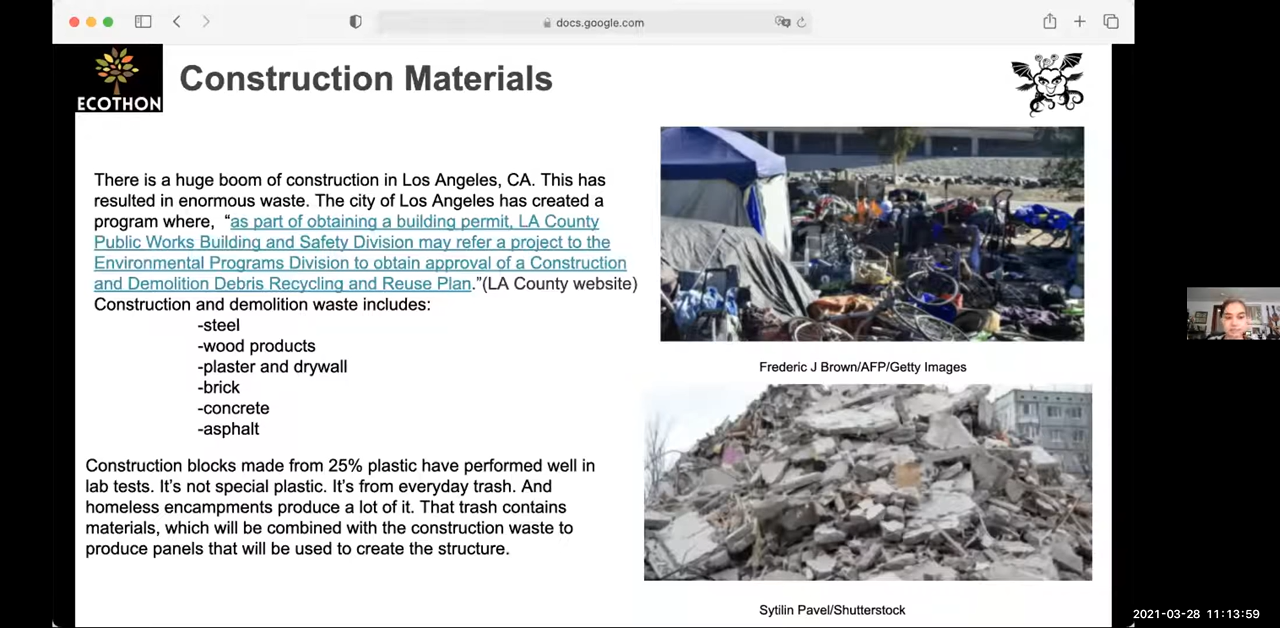 docs.google.com
ECOTHON
Construction Materials
There is a huge boom of construction in Los Angeles, CA. This has
resulted in enormous waste. The city of Los Angeles has created a
program where, “as part of obtaining a building permit, LA County
Public Works Building and Safety Division may refer a project to the
Environmental Programs Division to obtain approval of a Construction
and Demolition Debris Recycling and Reuse Plan.”(LA County website)
Construction and demolition waste includes:
-steel
-wood products
-plaster and drywall
-brick
-concrete
-asphalt
Construction blocks made from 25% plastic have performed well in
lab tests. It’s not special plastic. It’s from everyday trash. And
homeless encampments produce a lot of it. That trash contains
materials, which will be combined with the construction waste to
produce panels that will be used to create the structure.
Frederic J Brown/AFP/Getty Images
Sytilin Pavel/Shutterstock
2021-03-28 11:13:59